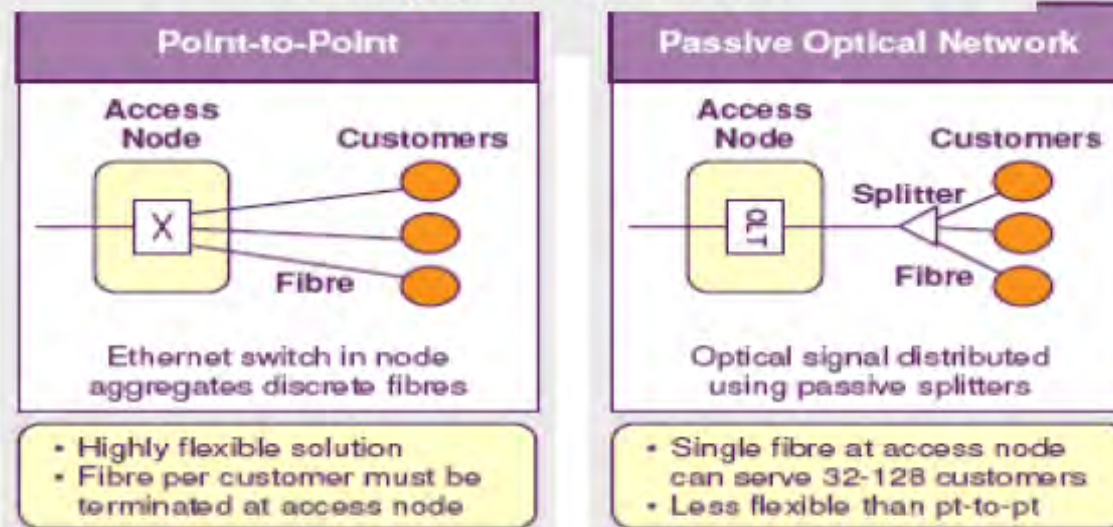 Point-to-Point
Access
Node
Customers
X
Fibre
Ethernet switch in node
aggregates discrete fibres
• Highly flexible solution
• Fibre per customer must be
terminated at access node
Passive Optical Network
Access
Node
Customers
Splitter
OLT
Fibre
Optical signal distributed
using passive splitters
• Single fibre at access node
can serve 32-128 customers
• Less flexible than pt-to-pt